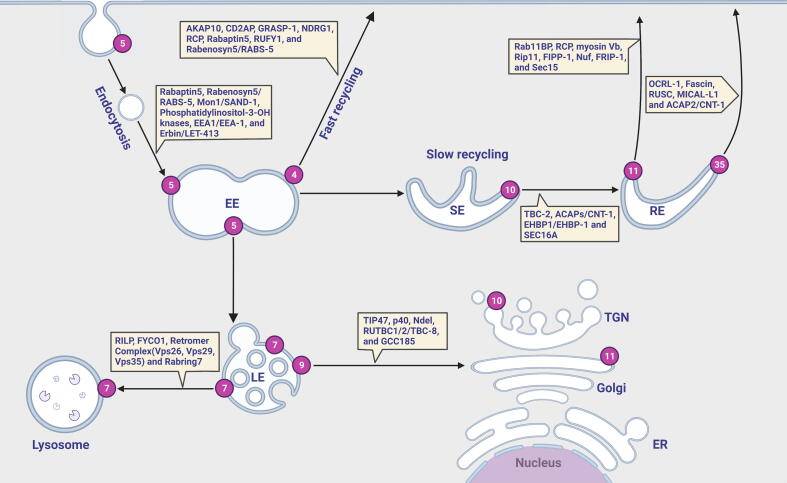 5
AKAP10, CD2AP, GRASP-1, NDRG1,
RCP, Rabaptin5, RUFY1, and
Rabenosyn5/RABS-5
Fast recycling
Rab11BP, RCP, myosin Vb,
Rip11, FIPP-1, Nuf, FRIP-1,
and Sec15
OCRL-1, Fascin,
RUSC, MICAL-L1
and ACAP2/CNT-1
Endocytosis
Rabaptin5, Rabenosyn5/
RABS-5, Mon1/SAND-1,
Phosphatidylinositol-3-OH
knases, EEA1/EEA-1, and
Erbin/LET-413
Slow recycling
5
4
EE
5
SE
10
TBC-2, ACAPs/CNT-1,
EHBP1/EHBP-1 and
SEC16A
11
35
RE
RILP, FYCO1, Retromer
Complex(Vps26, Vps29,
Vps35) and Rabring7
TIP47, p40, Ndel,
RUTBC1/2/TBC-8,
and GCC185
10
TGN
7
9
LE
7
7
11
Golgi
Lysosome
ER
Nucleus